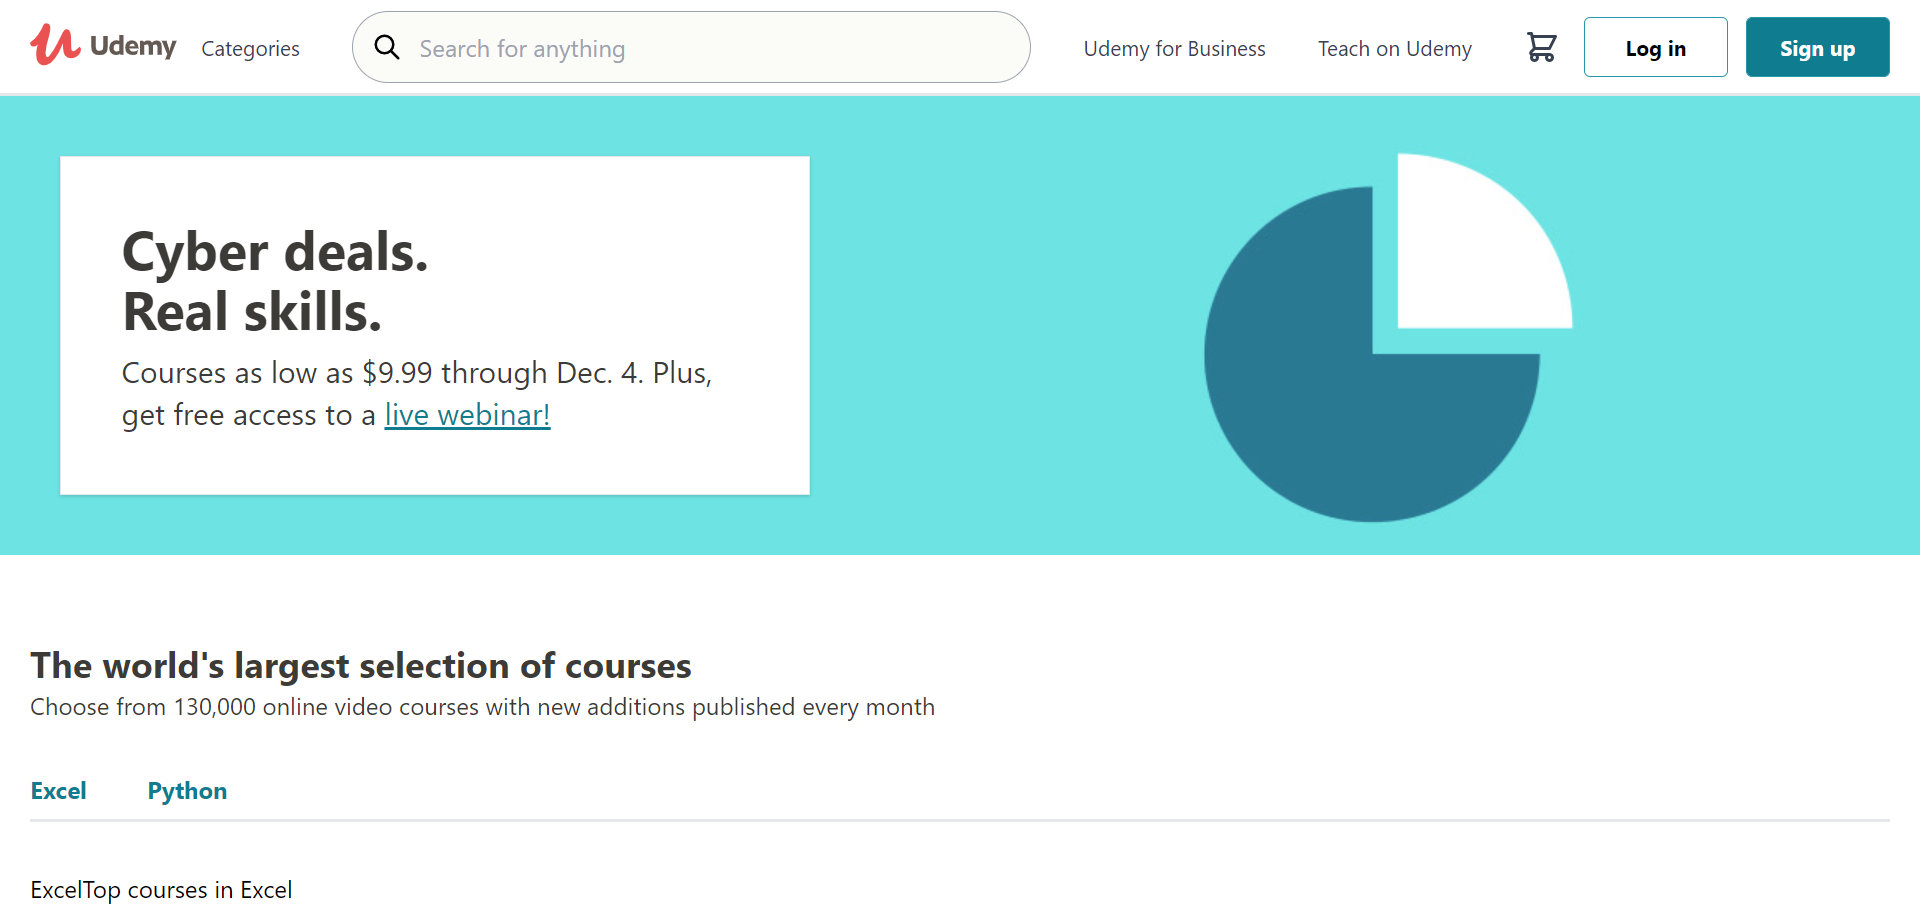 Udemy
Categories
Search for anything
Udemy for Business
Teach on Udemy
Log in
Sign up
Cyber deals.
Real skills.
Courses as low as $9.99 through Dec. 4. Plus,
get free access to a live webinar!
The world's largest selection of courses
Choose from 130,000 online video courses with new additions published every month
Excel
Python
ExcelTop courses in Excel